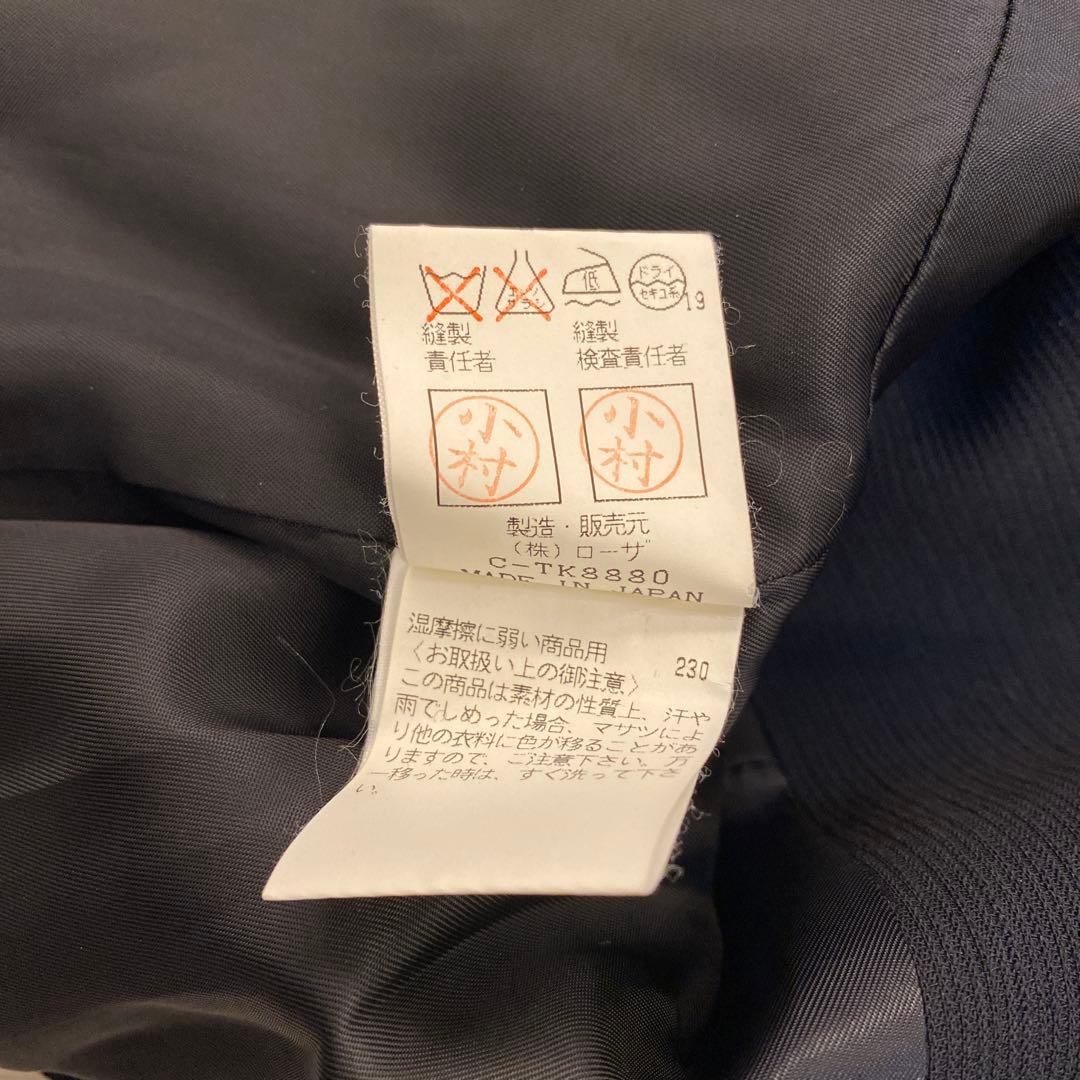 エンソ
サラシ
低
ドライ
セキユ系
19
縫製 縫製
責任者 検査責任者
小村 小村
製造・販売元
(株)ローザ
C-TK8880
MADE IN JAPAN
湿摩擦に弱い商品用
〈お取扱い上の御注意〉 230
この商品は素材の性質上、汗や
雨でしめった場合、マサツによ
り他の衣料に色が移ることがあ
りますので、ご注意下さい。万
一移った時は、すぐ洗って下さ
い。